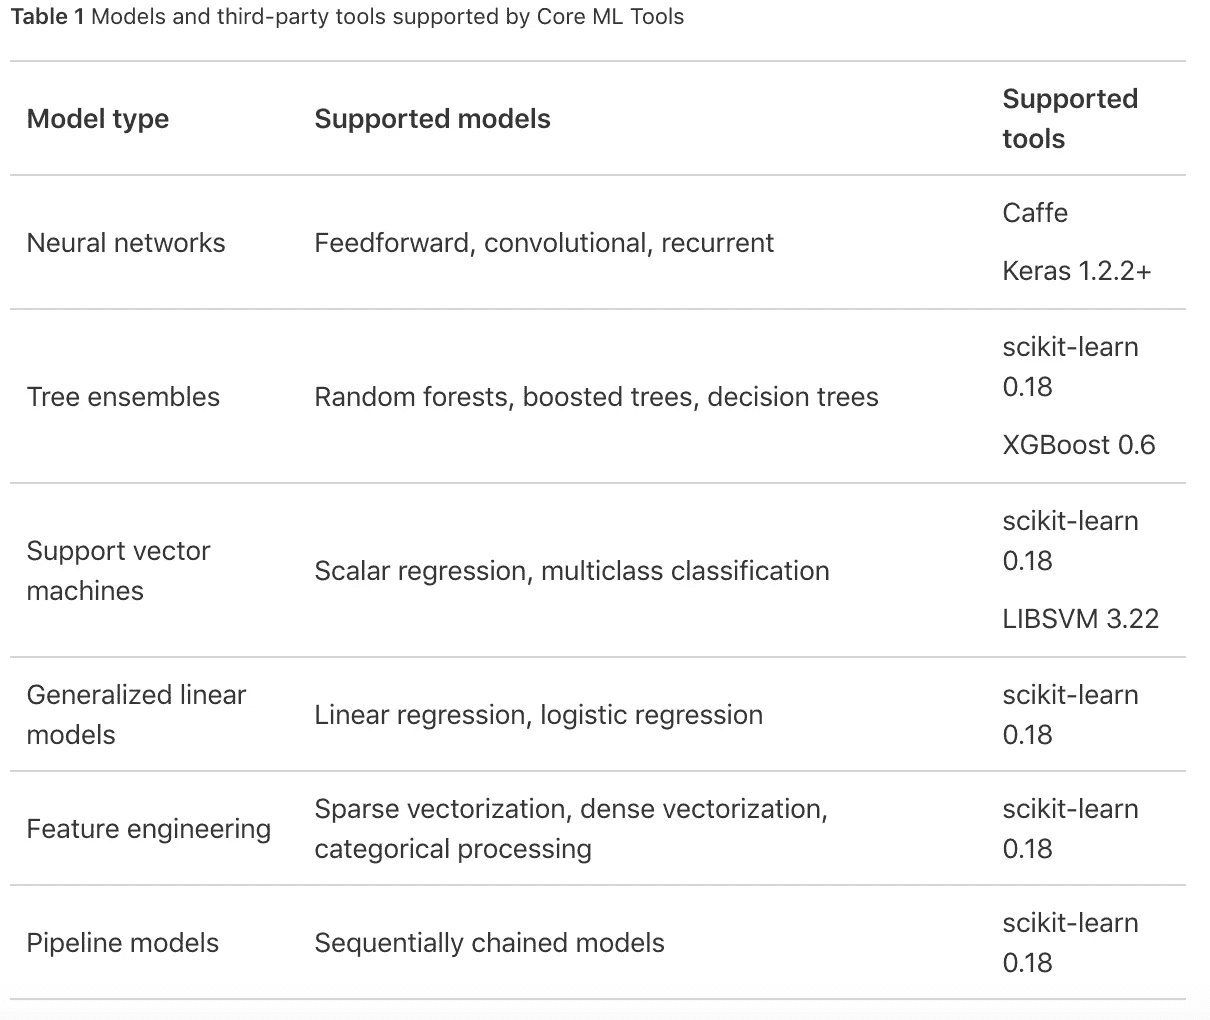 Table 1 Models and third-party tools supported by Core ML Tools
Model type
Supported models
Supported
tools
Neural networks
Feedforward, convolutional, recurrent
Caffe
Keras 1.2.2+
Tree ensembles
Random forests, boosted trees, decision trees
scikit-learn
0.18
XGBoost 0.6
Support vector
machines
Scalar regression, multiclass classification
scikit-learn
0.18
LIBSVM 3.22
Generalized linear
models
Linear regression, logistic regression
scikit-learn
0.18
Feature engineering
Sparse vectorization, dense vectorization,
categorical processing
scikit-learn
0.18
Pipeline models
Sequentially chained models
scikit-learn
0.18